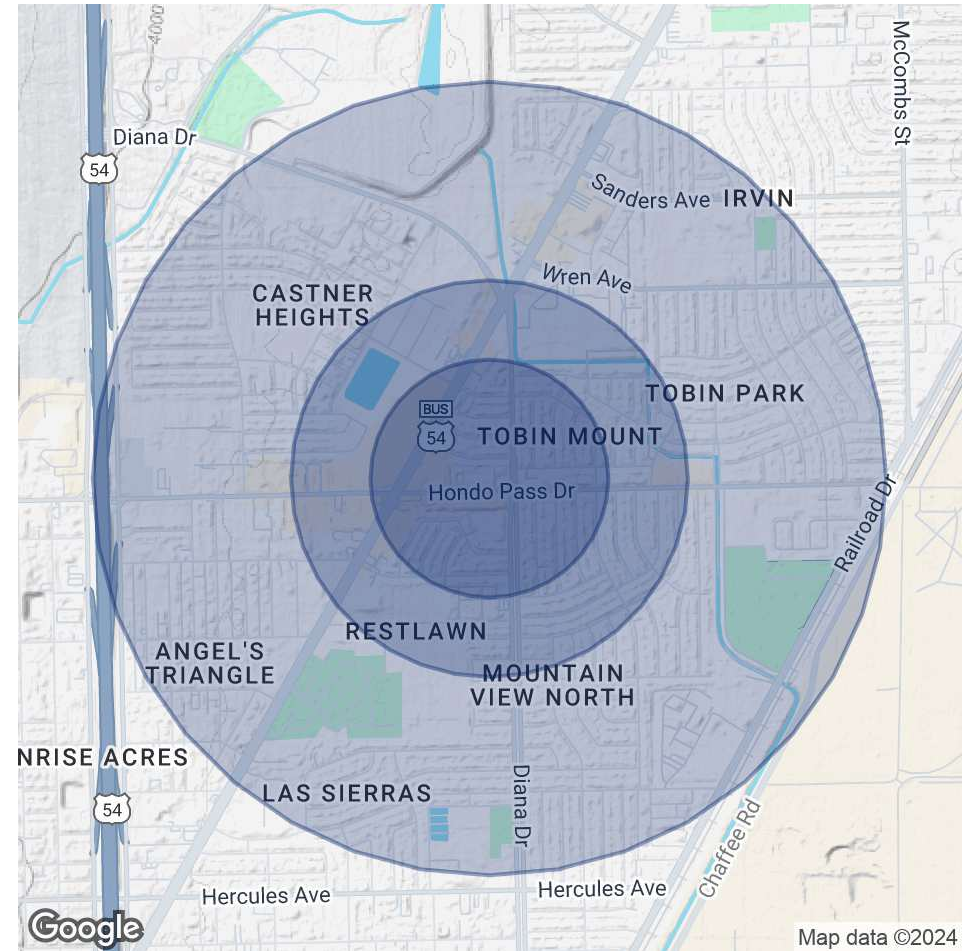 4000
McCombs St
Diana Dr
54
Sanders Ave
IRVIN
Wren Ave
CASTNER
HEIGHTS
TOBIN PARK
BUS
54
TOBIN MOUNT
Hondo Pass Dr
Railroad Dr
RESTLAWN
ANGEL'S
TRIANGLE
MOUNTAIN
VIEW NORTH
NRISE ACRES
LAS SIERRAS
54
Diana Dr
Chaffee Rd
Hercules Ave
Hercules Ave
Google
Map data ©2024